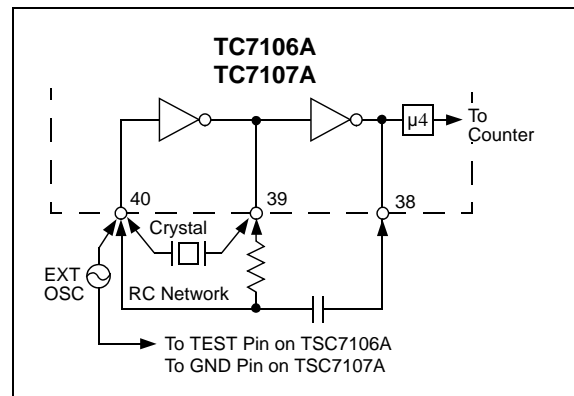 TC7106A
TC7107A
µ4
To
Counter
40
39
38
Crystal
EXT
OSC
RC Network
To TEST Pin on TSC7106A
To GND Pin on TSC7107A